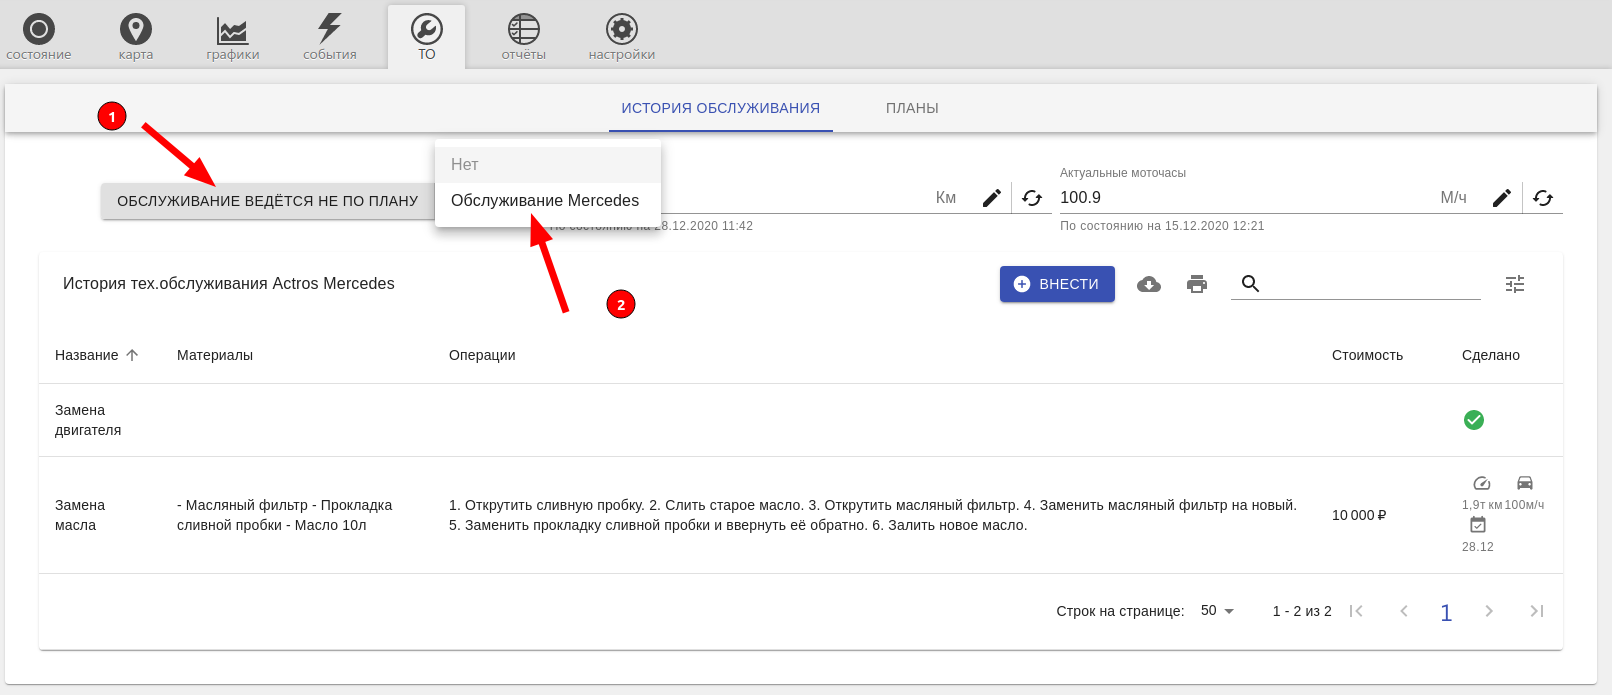 состояние карта графики события ТО отчёты настройки
ИСТОРИЯ ОБСЛУЖИВАНИЯ ПЛАНЫ
1
Нет
Обслуживание Mercedes
ОБСЛУЖИВАНИЕ ВЕДЁТСЯ НЕ ПО ПЛАНУ
Км
По состоянию на 28.12.2020 11:42
Актуальные моточасы
100.9 М/ч
По состоянию на 15.12.2020 12:21
2
История тех.обслуживания Actros Mercedes
ВНЕСТИ
Название Материалы Операции Стоимость Сделано
Замена
двигателя
Замена
масла
- Масляный фильтр - Прокладка
сливной пробки - Масло 10л
1. Открутить сливную пробку. 2. Слить старое масло. 3. Открутить масляный фильтр. 4. Заменить масляный фильтр на новый.
5. Заменить прокладку сливной пробки и ввернуть её обратно. 6. Залить новое масло.
10 000 ₽
1,9т км 100м/ч
28.12
Строк на странице: 50 1 - 2 из 2 1